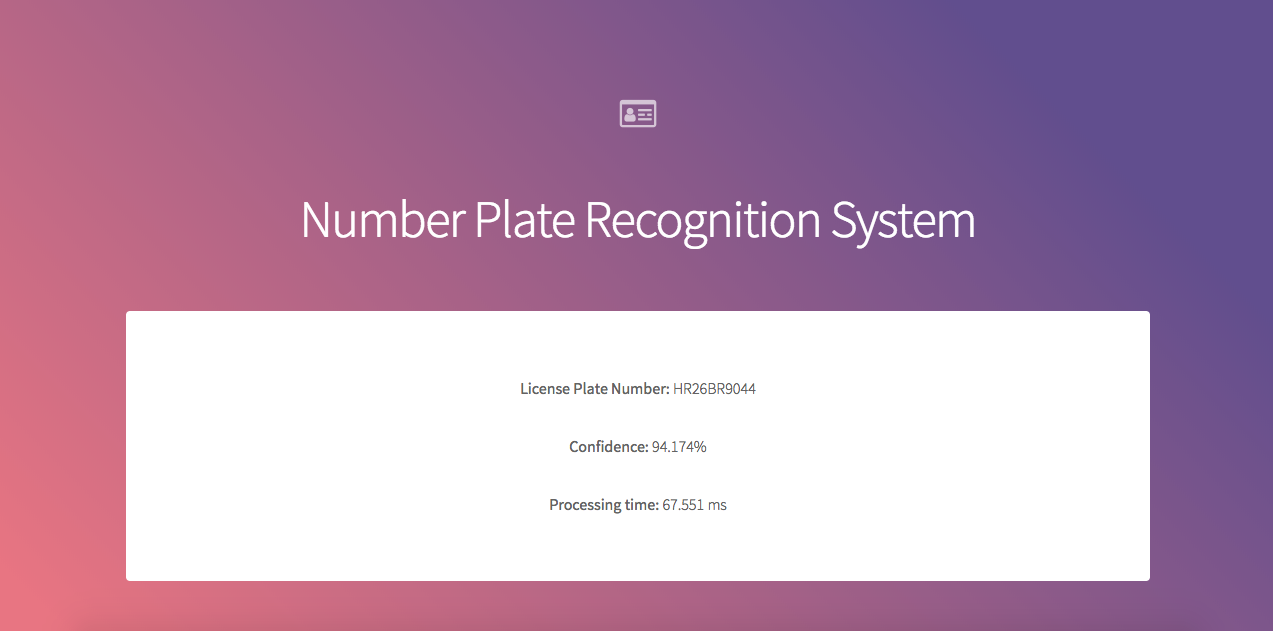 Number Plate Recognition System
License Plate Number: HR26BR9044
Confidence: 94.174%
Processing time: 67.551 ms